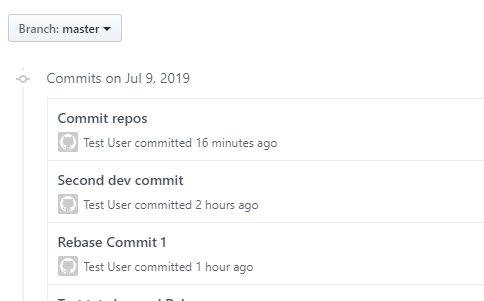 Branch: master
Commits on Jul 9, 2019
Commit repos
Test User committed 16 minutes ago
Second dev commit
Test User committed 2 hours ago
Rebase Commit 1
Test User committed 1 hour ago